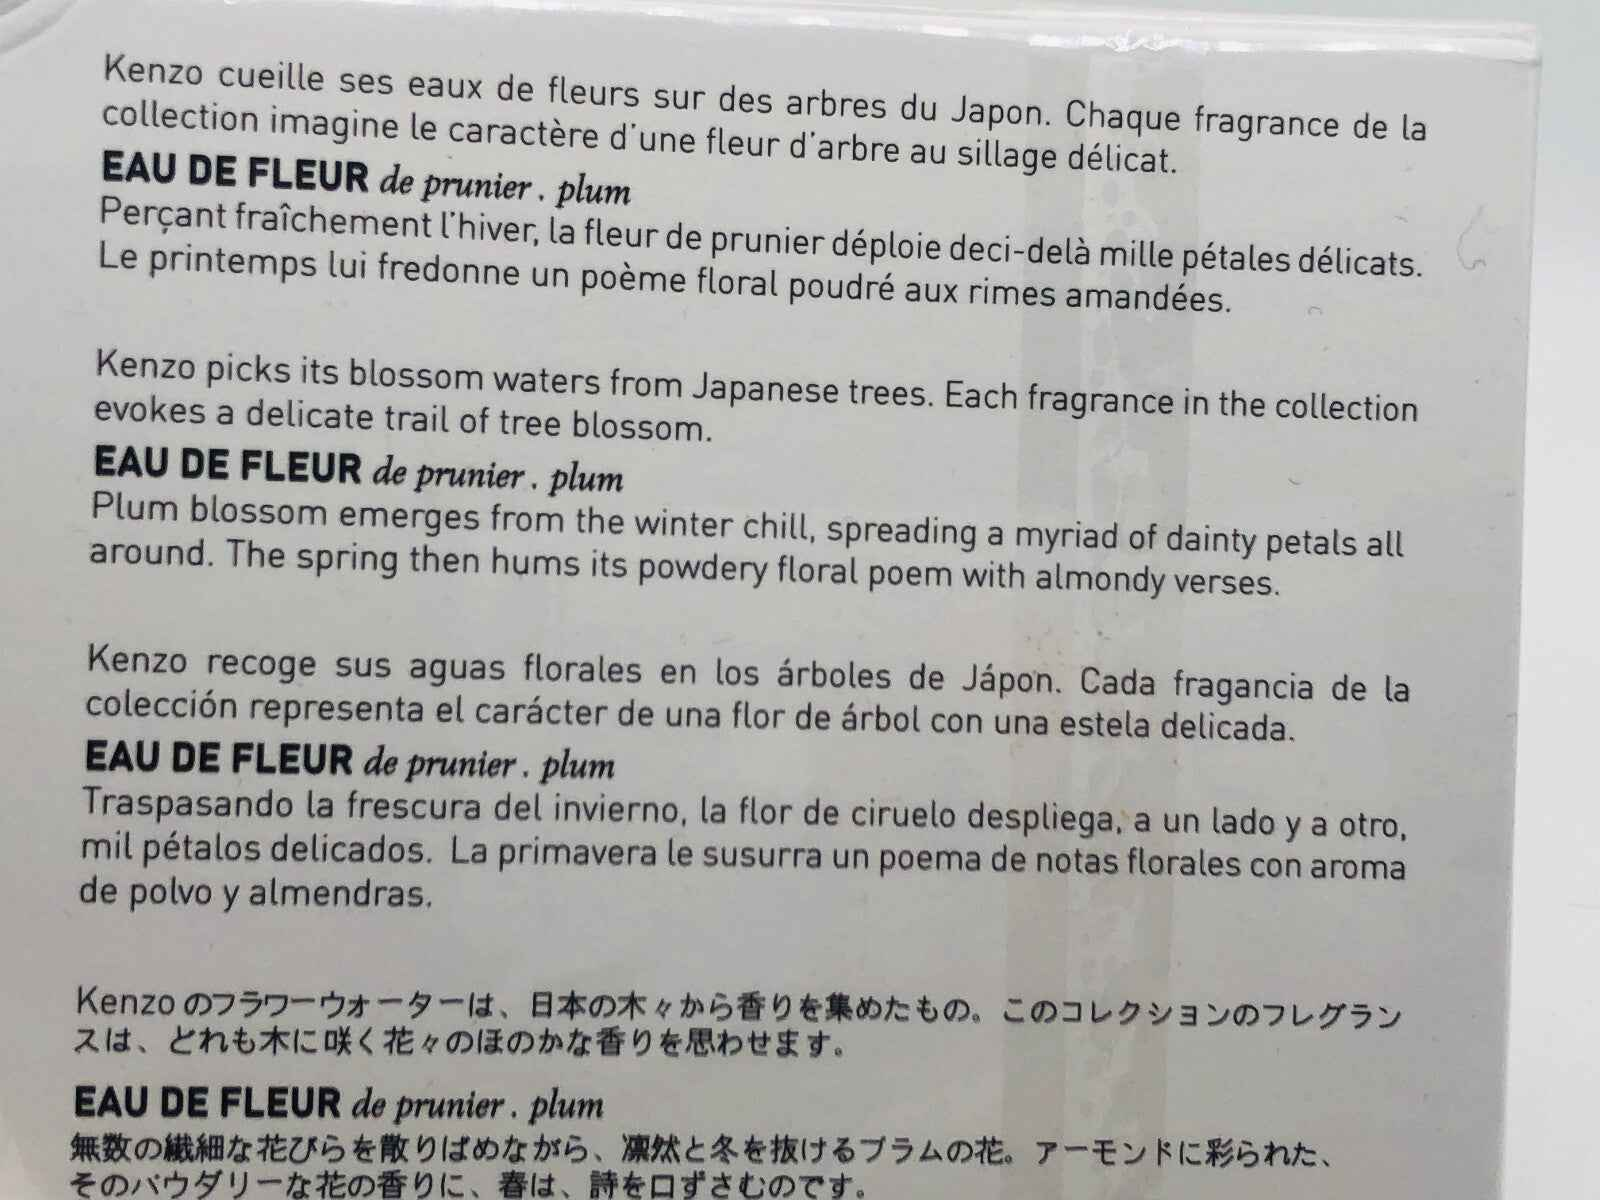 Kenzo cueille ses eaux de fleurs sur des arbres du Japon. Chaque fragrance de la
collection imagine le caractère d'une fleur d'arbre au sillage délicat.
EAU DE FLEUR de prunier . plum
Perçant fraîchement l'hiver, la fleur de prunier déploie deci-delà mille pétales délicats.
Le printemps lui fredonne un poème floral poudré aux rimes amandées.
Kenzo picks its blossom waters from Japanese trees. Each fragrance in the collection
evokes a delicate trail of tree blossom.
EAU DE FLEUR de prunier . plum
Plum blossom emerges from the winter chill, spreading a myriad of dainty petals all
around. The spring then hums its powdery floral poem with almondy verses.
Kenzo recoge sus aguas florales en los árboles de Jápon. Cada fragancia de la
colección representa el carácter de una flor de árbol con una estela delicada.
EAU DE FLEUR de prunier . plum
Traspasando la frescura del invierno, la flor de ciruelo despliega, a un lado y a otro,
mil pétalos delicados. La primavera le susurra un poema de notas florales con aroma
de polvo y almendras.
Kenzo のフラワーウォーターは、日本の木々から香りを集めたもの。このコレクションのフレグラン
スは、どれも木に咲く花々のほのかな香りを思わせます。
EAU DE FLEUR de prunier . plum
無数の繊細な花びらを散りばめながら、凛然と冬を抜けるプラムの花。アーモンドに彩られた、
そのパウダリーな花の香りに、春は、詩を口ずさむのです。